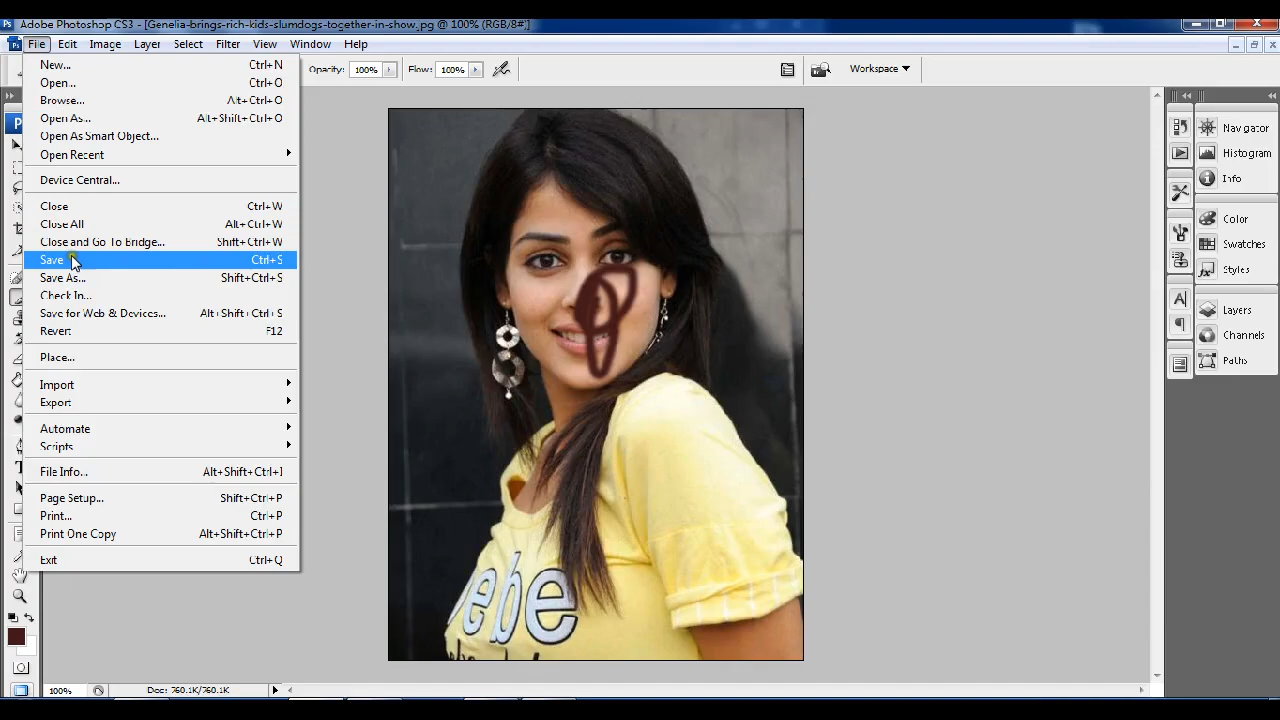 Adobe Photoshop CS3 - [Genelia-brings-rich-kids-slumdogs-together-in-show.jpg @ 100% (RGB/8#)]
File Edit Image Layer Select Filter View Window Help
Opacity: 100% Flow: 100% Workspace
New... Ctrl+N
Open... Ctrl+O
Browse... Alt+Ctrl+O
Open As... Alt+Shift+Ctrl+O
Open As Smart Object...
Open Recent
Device Central...
Close Ctrl+W
Close All Alt+Ctrl+W
Close and Go To Bridge... Shift+Ctrl+W
Save Ctrl+S
Save As... Shift+Ctrl+S
Check In...
Save for Web & Devices... Alt+Shift+Ctrl+S
Revert F12
Place...
Import
Export
Automate
Scripts
File Info... Alt+Shift+Ctrl+I
Page Setup... Shift+Ctrl+P
Print... Ctrl+P
Print One Copy Alt+Shift+Ctrl+P
Exit Ctrl+Q
Navigator
Histogram
Info
Color
Swatches
Styles
Layers
Channels
Paths
bebe
100% Doc: 760.1K/760.1K